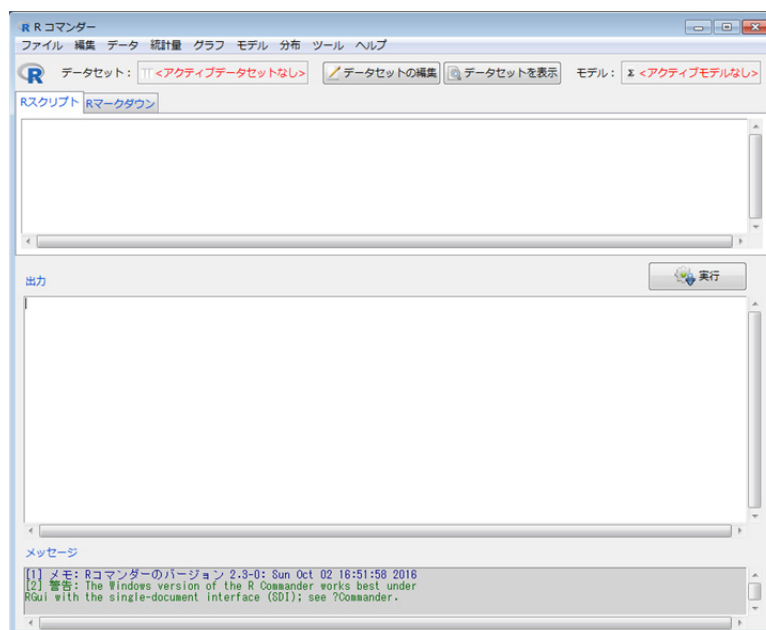 R Rコマンダー
ファイル 編集 データ 統計量 グラフ モデル 分布 ツール ヘルプ
R データセット： <アクティブデータセットなし> データセットの編集 データセットを表示 モデル： Σ <アクティブモデルなし>
Rスクリプト Rマークダウン
出力 実行
メッセージ
[1] メモ: Rコマンダーのバージョン 2.3-0: Sun Oct 02 16:51:58 2016
[2] 警告: The Windows version of the R Commander works best under
RGui with the single-document interface (SDI); see ?Commander.